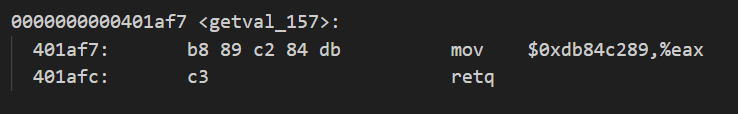 0000000000401af7 <getval_157>:
401af7: b8 89 c2 84 db mov $0xdb84c289,%eax
401afc: c3 retq